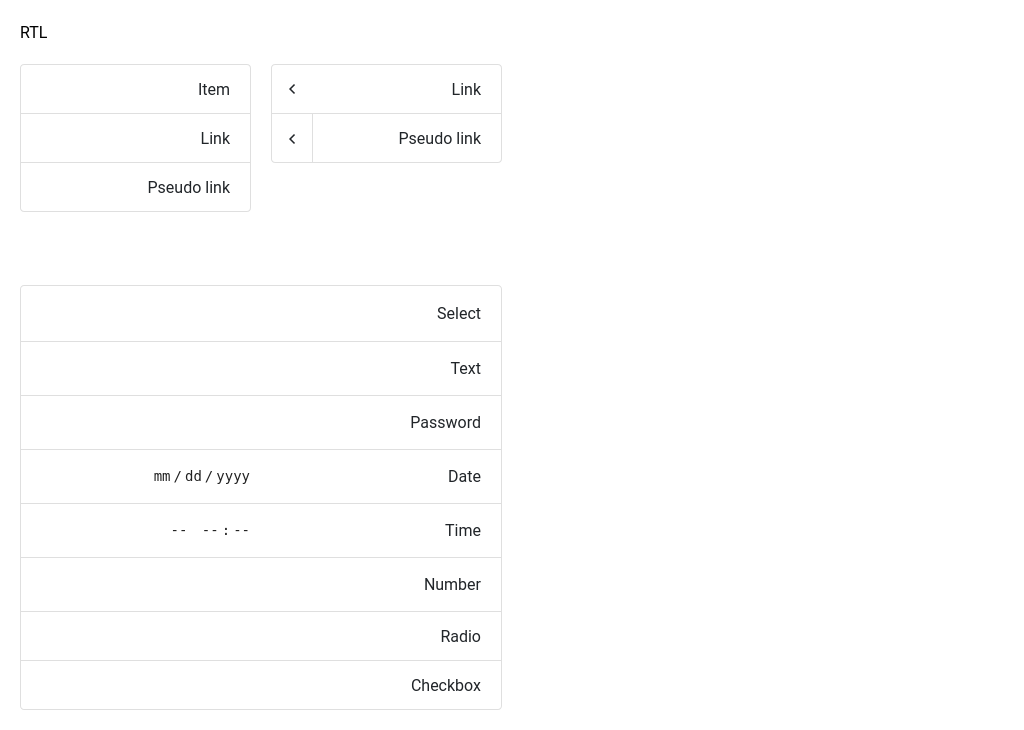 RTL
Item
Link
Pseudo link
Link
Pseudo link
Select
Text
Password
Date mm/dd/yyyy
Time -- --:--
Number
Radio
Checkbox